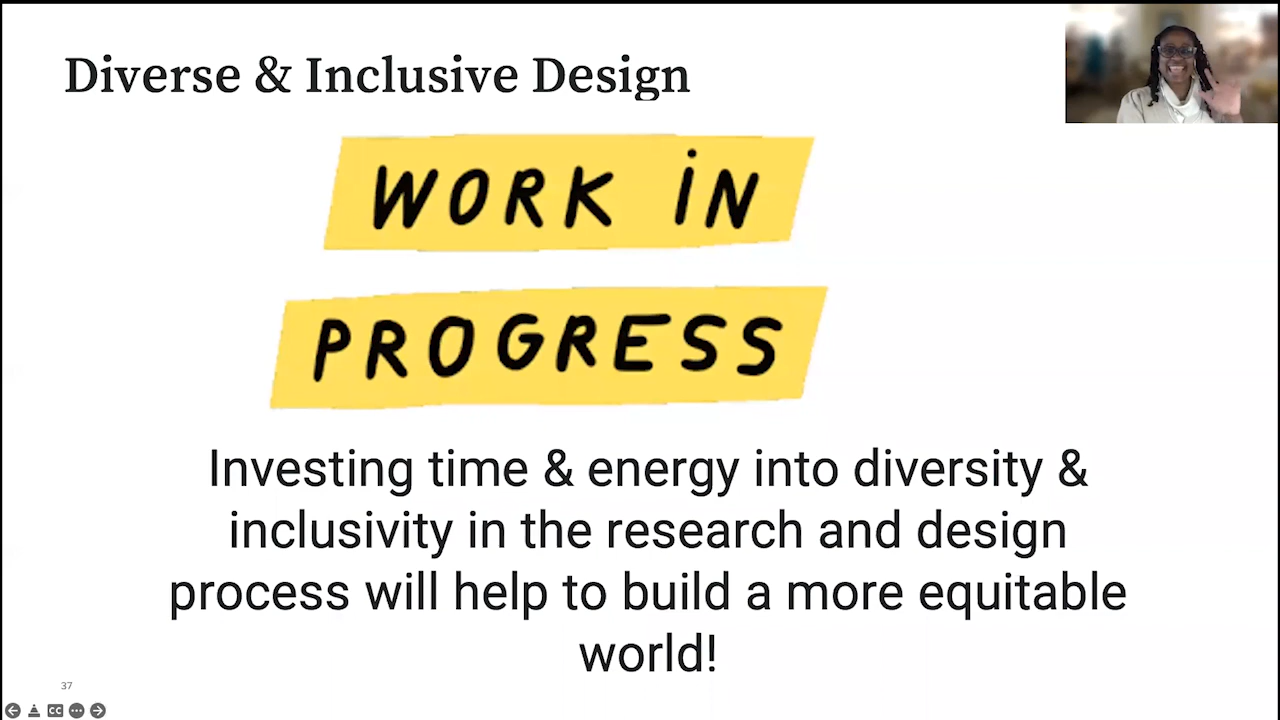 Diverse & Inclusive Design
WORK iN
PROGRESS
Investing time & energy into diversity &
inclusivity in the research and design
process will help to build a more equitable
world!
37
CC